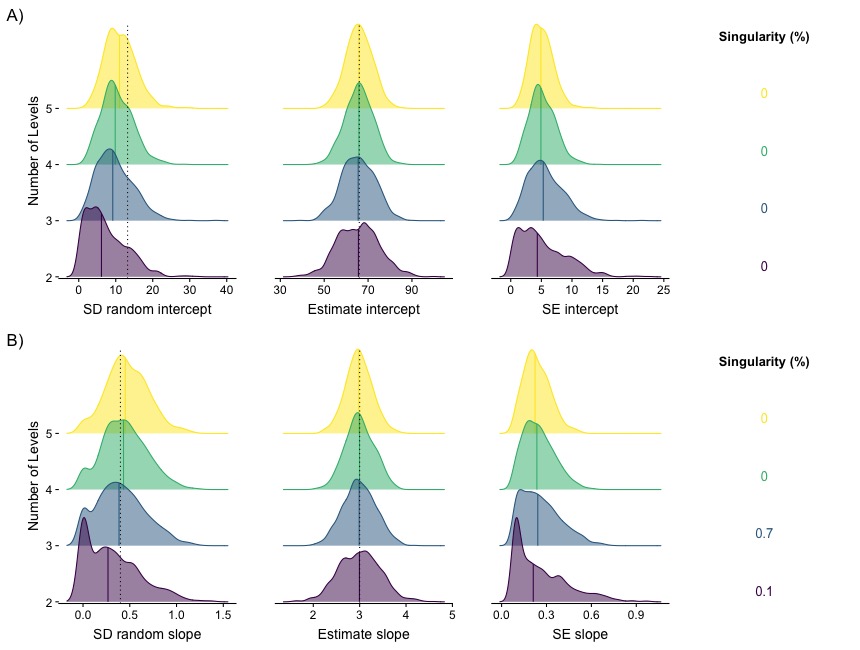 A)
Singularity (%)
Number of Levels
5
4
3
2
0
0
0
0
0 10 20 30 40
30 50 70 90
0 5 10 15 20 25
SD random intercept
Estimate intercept
SE intercept
B)
Singularity (%)
Number of Levels
5
4
3
2
0
0
0.7
0.1
0.0 0.5 1.0 1.5
2 3 4 5
0.0 0.3 0.6 0.9
SD random slope
Estimate slope
SE slope